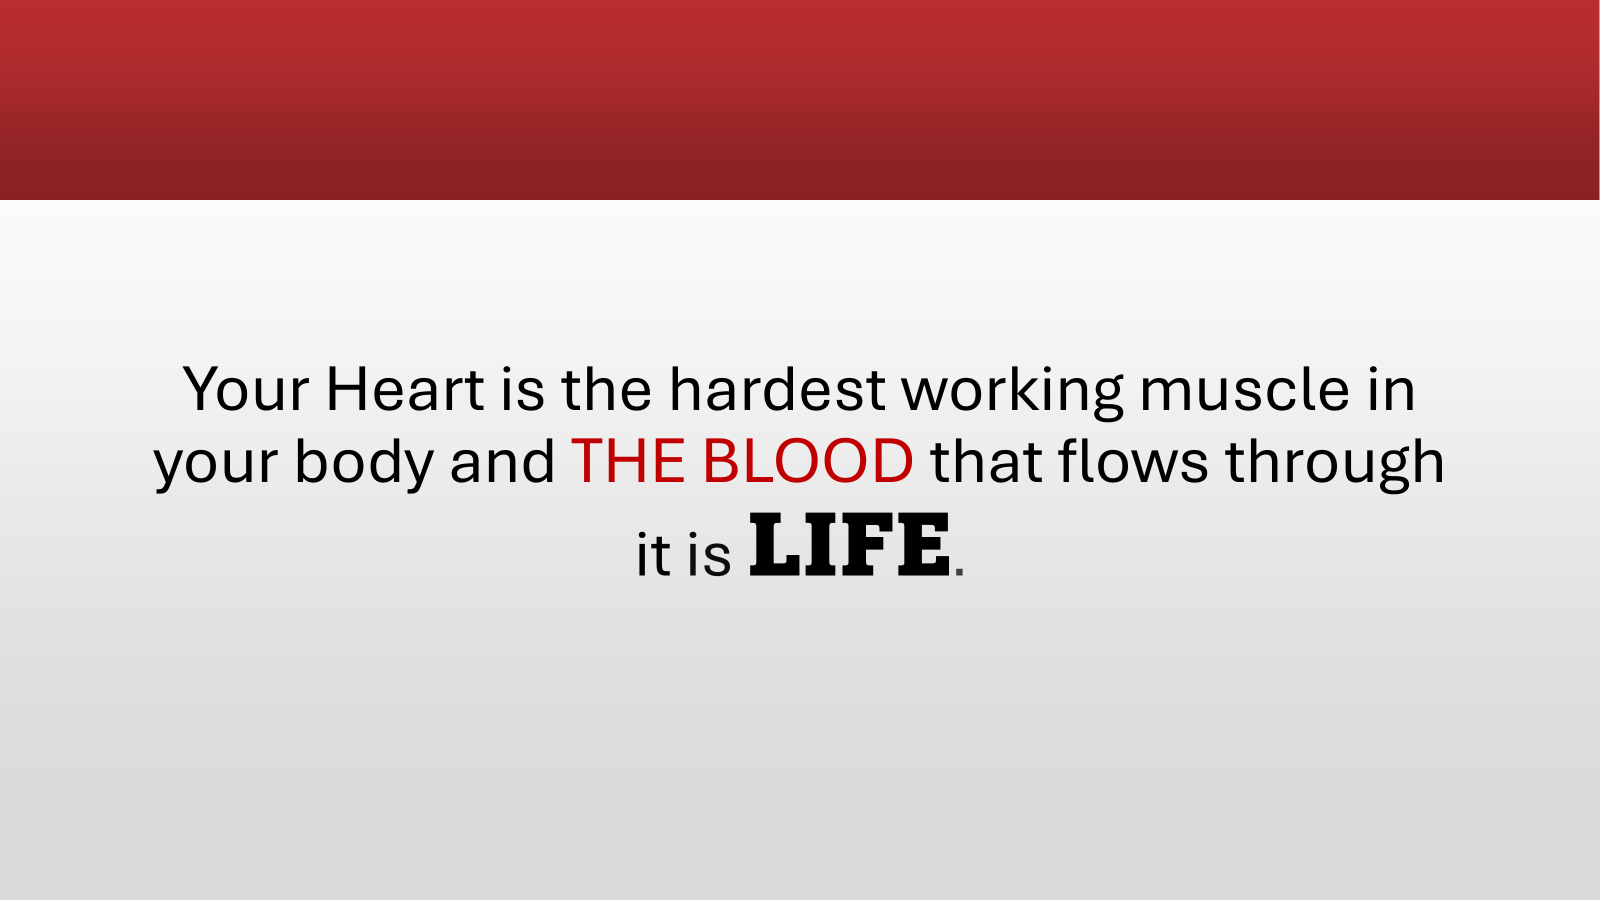 Your Heart is the hardest working muscle in
your body and THE BLOOD that flows through
it is LIFE.